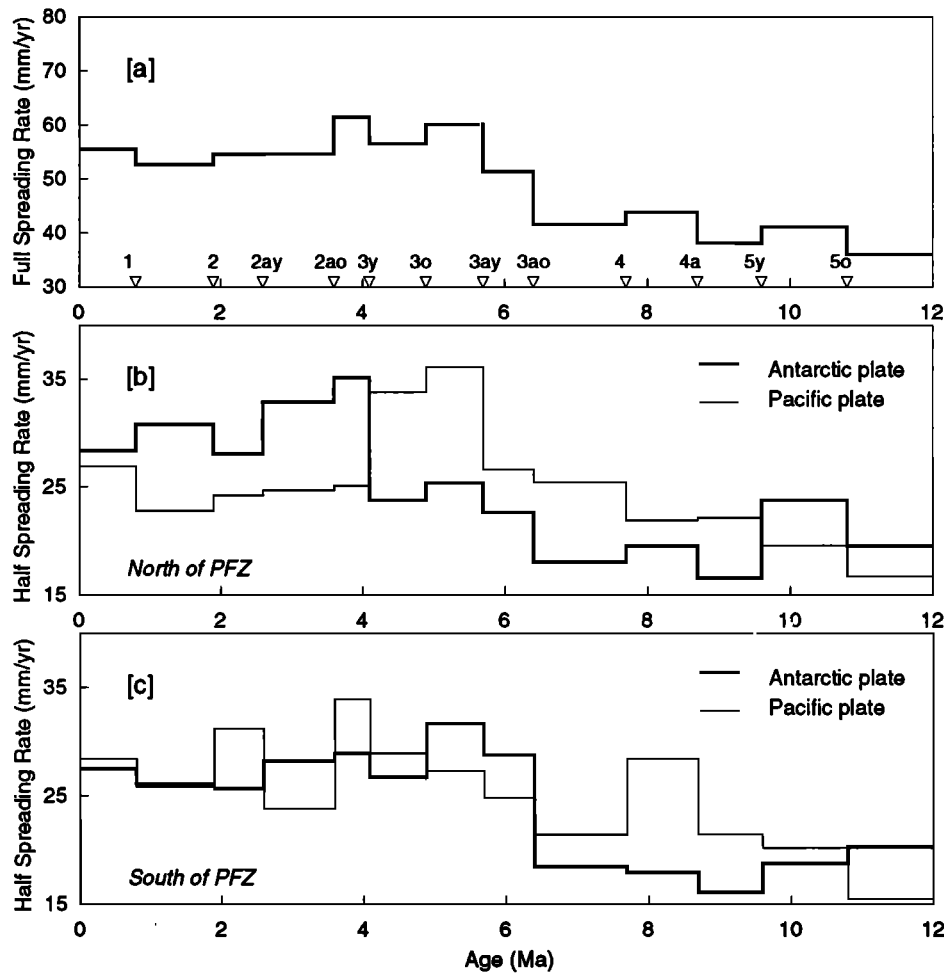 80
70
60
50
40
30
Full Spreading Rate (mm/yr)
[a]
1 2 2ay 2ao 3y 3o 3ay 3ao 4 4a 5y 5o
0 2 4 6 8 10 12
35
25
15
Half Spreading Rate (mm/yr)
[b]
Antarctic plate
Pacific plate
North of PFZ
0 2 4 6 8 10 12
35
25
15
Half Spreading Rate (mm/yr)
[c]
Antarctic plate
Pacific plate
South of PFZ
0 2 4 6 8 10 12
Age (Ma)